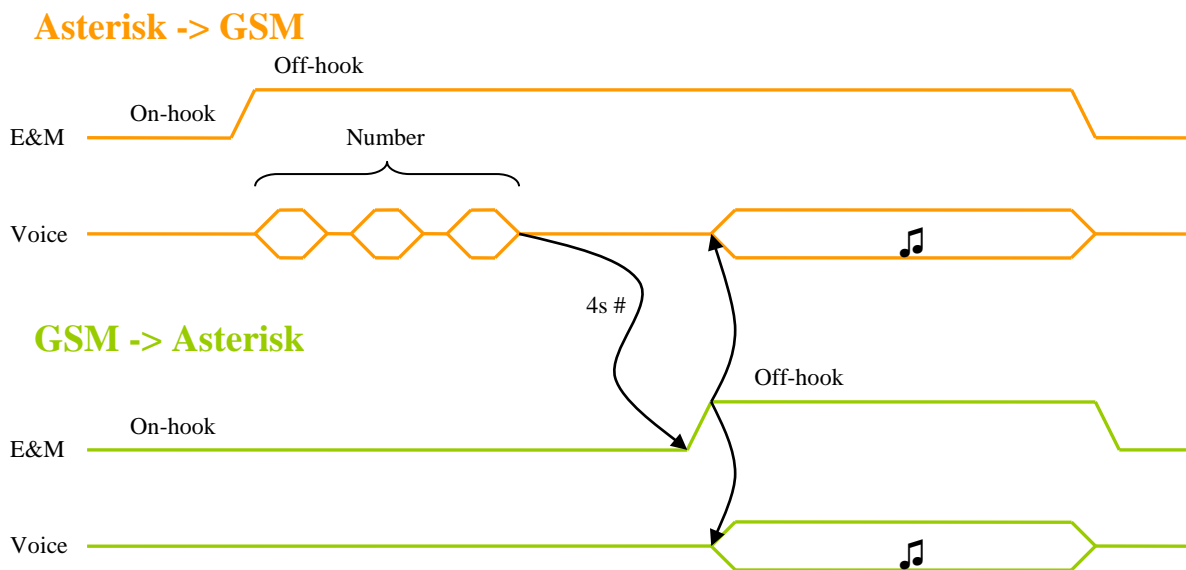 Asterisk -> GSM
Off-hook
On-hook
E&M
Number
Voice
4s #
GSM -> Asterisk
Off-hook
On-hook
E&M
Voice